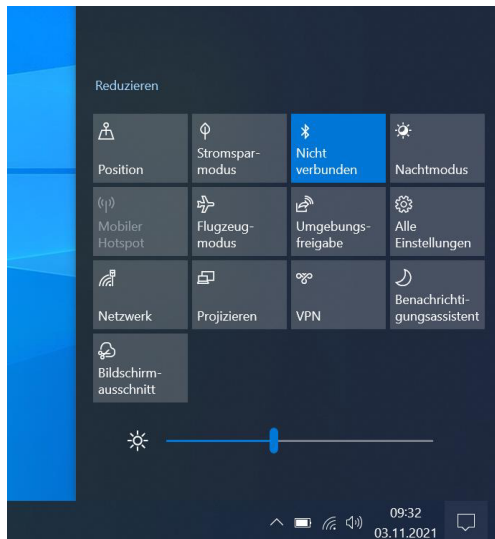 Reduzieren
Position
Stromspar-
modus
Nicht
verbunden
Nachtmodus
Mobiler
Hotspot
Flugzeug-
modus
Umgebungs-
freigabe
Alle
Einstellungen
Netzwerk
Projizieren
VPN
Benachrichti-
gungsassistent
Bildschirm-
ausschnitt
09:32
03.11.2021